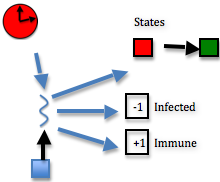 States
-1 Infected
+1 Immune